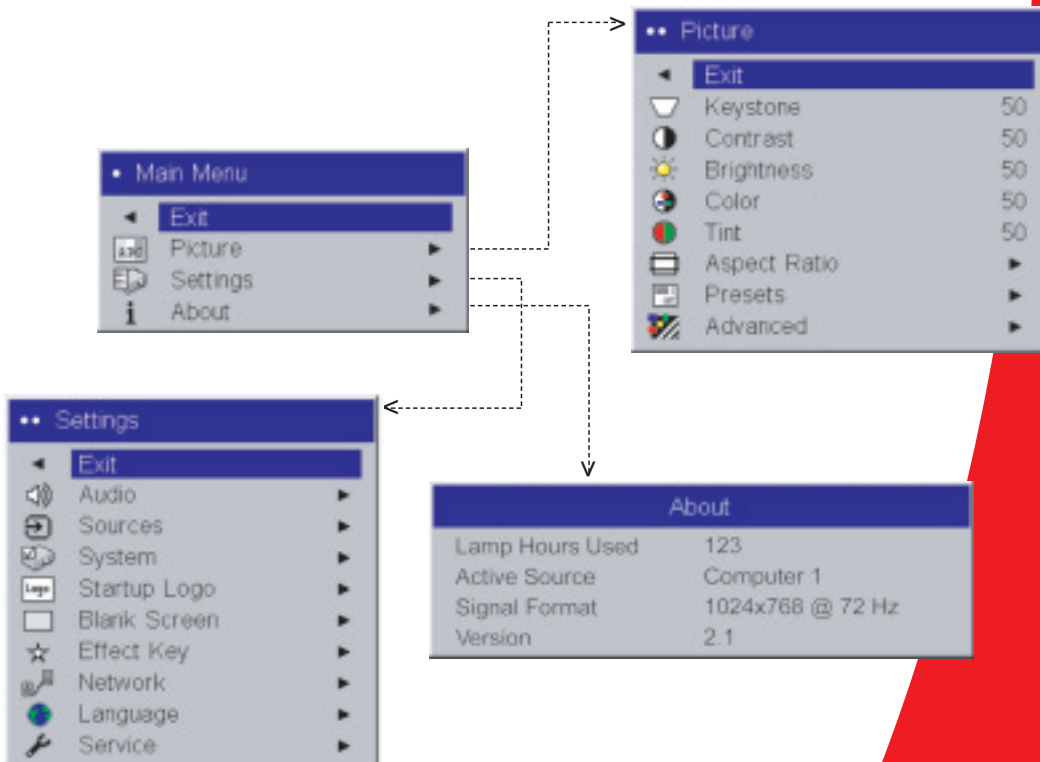 Main Menu
Exit
Picture
Settings
About
Picture
Exit
Keystone 50
Contrast 50
Brightness 50
Color 50
Tint 50
Aspect Ratio
Presets
Advanced
Settings
Exit
Audio
Sources
System
Logo Startup Logo
Blank Screen
Effect Key
Network
Language
Service
About
Lamp Hours Used 123
Active Source Computer 1
Signal Format 1024x768 @ 72 Hz
Version 2.1